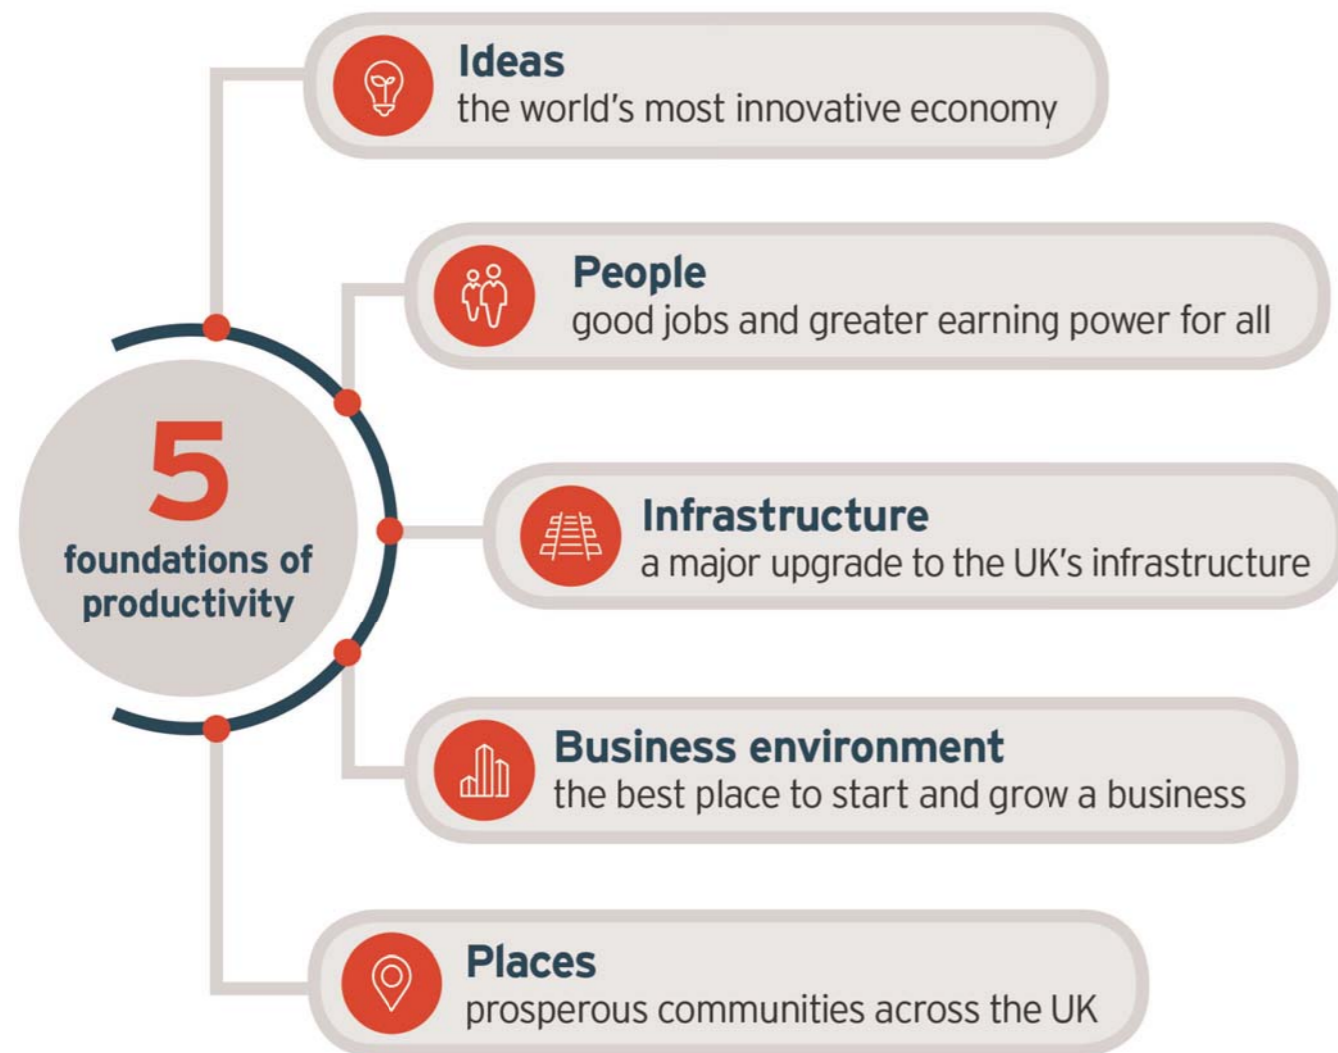 Ideas
the world's most innovative economy
People
good jobs and greater earning power for all
5
foundations of
productivity
Infrastructure
a major upgrade to the UK's infrastructure
Business environment
the best place to start and grow a business
Places
prosperous communities across the UK